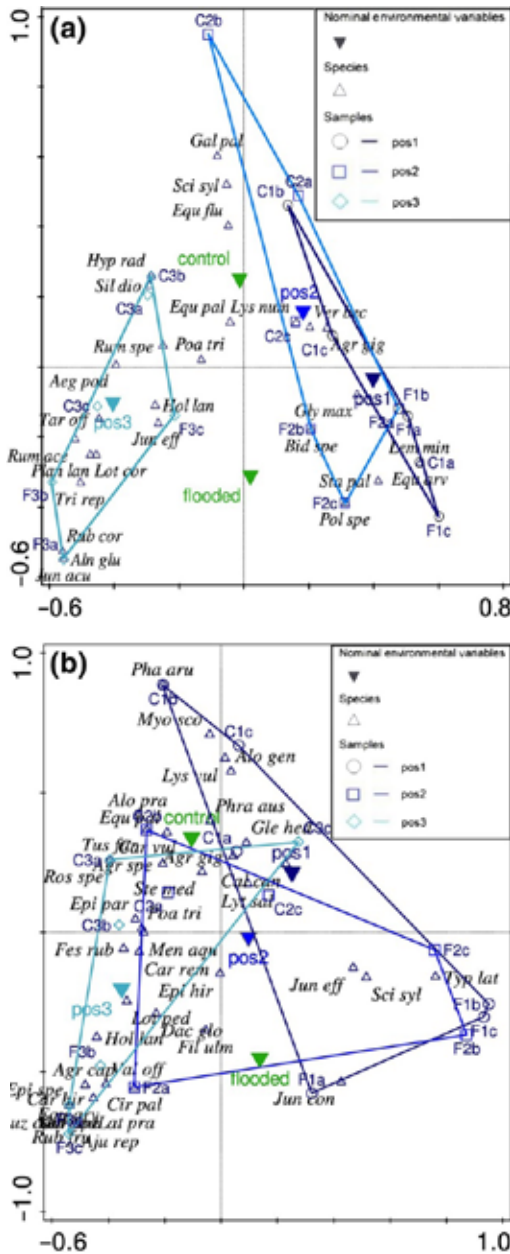 (a)
1.0
-0.6
-0.6
0.8
Nominal environmental variables
Species
Samples
pos1
pos2
pos3
C2b
Gal pal
Sci syl
Equ flu
C2a
C1b
control
Hyp rad
C3b
Sil dio
C3a
pos2
Equ pal
Lys num
Ver bec
C2c
C1c
Agr gig
Rum spe
Poa tri
Aeg pod
C3c
pos3
Tar off
Hol lan
Jun eff
F3c
pos1
F1b
Gly max
F2b
F2a
F1a
Bid spe
Lem min
Rum ace
Plan lan
Lot cor
C1a
F3b
Tri rep
flooded
Sta pal
Equ arv
F2c
Pol spe
F1c
Rub cor
F3a
Aln glu
Jun acu
(b)
1.0
-1.0
-0.6
1.0
Nominal environmental variables
Species
Samples
pos1
pos2
pos3
Pha aru
C1b
Myo sco
C1c
Alo gen
Lys vul
Alo pra
Phra aus
control
Gle hed
C3c
C1a
Car vul
C3a
Agr spe
Agr gig
pos1
Ros spe
Ste med
Cal can
Lyt sal
C2c
Epi par
Poa tri
C3b
Fes rub
Men aqu
pos2
F2c
Car rem
Jun eff
Typ lat
Sci syl
pos3
Epi hir
Lot ped
F1b
F1c
Hol lan
Dac glo
Fil ulm
F2b
F3b
flooded
Agr cap
Val off
F1a
Epi spe
F2a
Car hir
Cir pal
Jun con
Lat pra
Rub fru
Aju rep
F3c